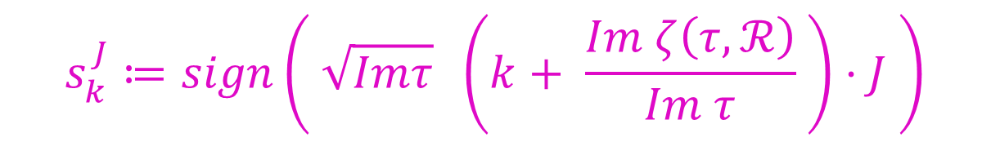 s_k^J := sign( √Imτ ( k + Im ζ(τ, ℛ) / Im τ ) · J )